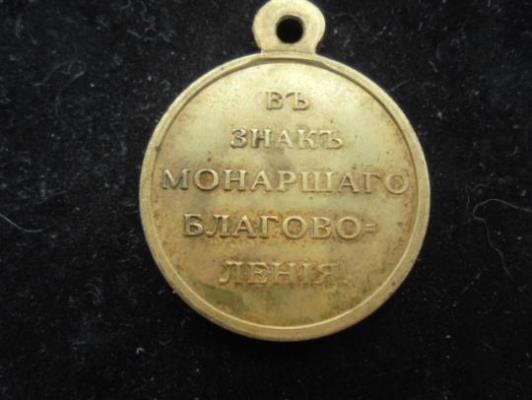 ВЪ
ЗНАКЪ
МОНАРШАГО
БЛАГОВО=
ЛЕНІЯ.